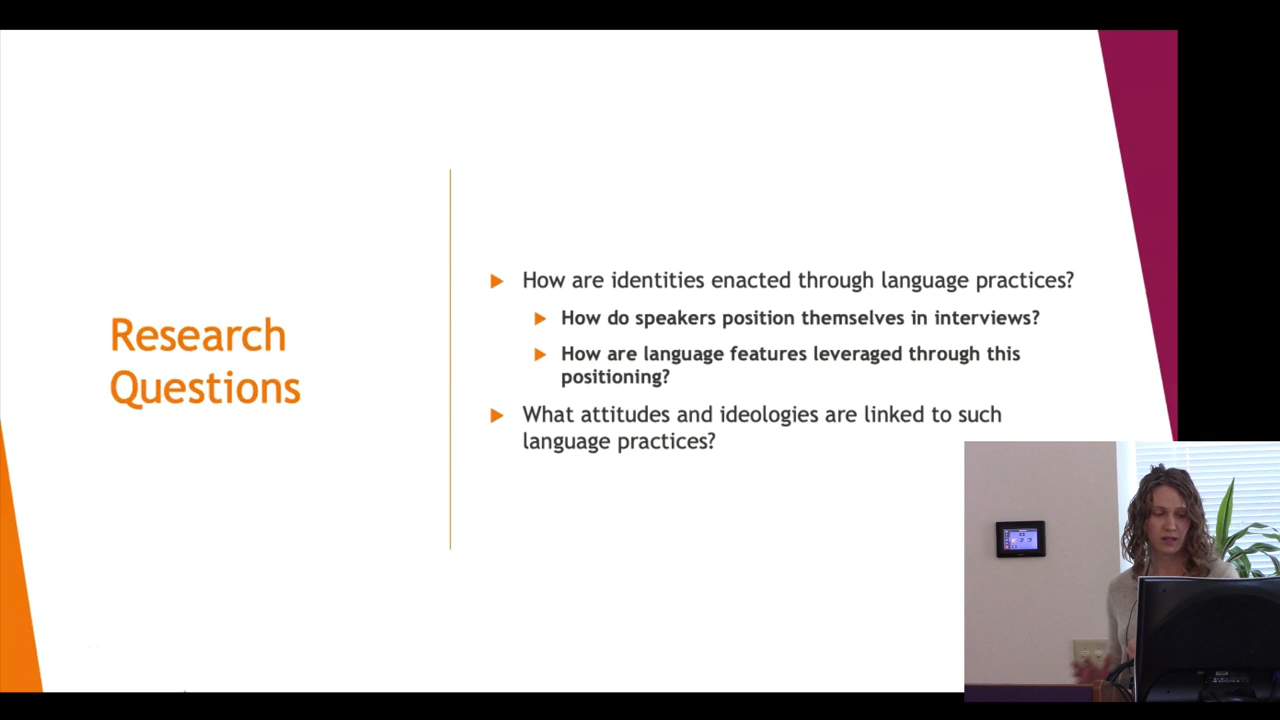 Research
Questions
How are identities enacted through language practices?
How do speakers position themselves in interviews?
How are language features leveraged through this
positioning?
What attitudes and ideologies are linked to such
language practices?